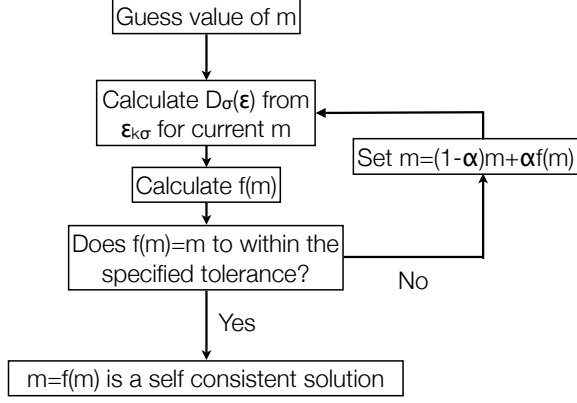 Guess value of m
Calculate Dσ(ε) from
εkσ for current m
Set m=(1-α)m+αf(m)
Calculate f(m)
Does f(m)=m to within the
specified tolerance?
No
Yes
m=f(m) is a self consistent solution